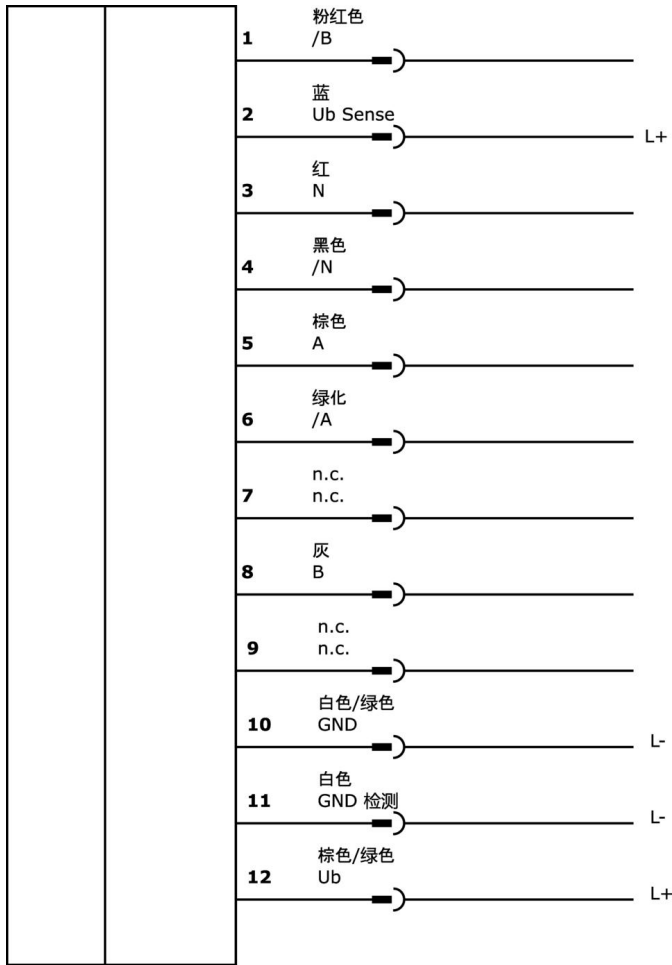 粉红色
1 /B
蓝
2 Ub Sense
L+
红
3 N
黑色
4 /N
棕色
5 A
绿化
6 /A
n.c.
7 n.c.
灰
8 B
n.c.
9 n.c.
白色/绿色
10 GND
L-
白色
11 GND 检测
L-
棕色/绿色
12 Ub
L+